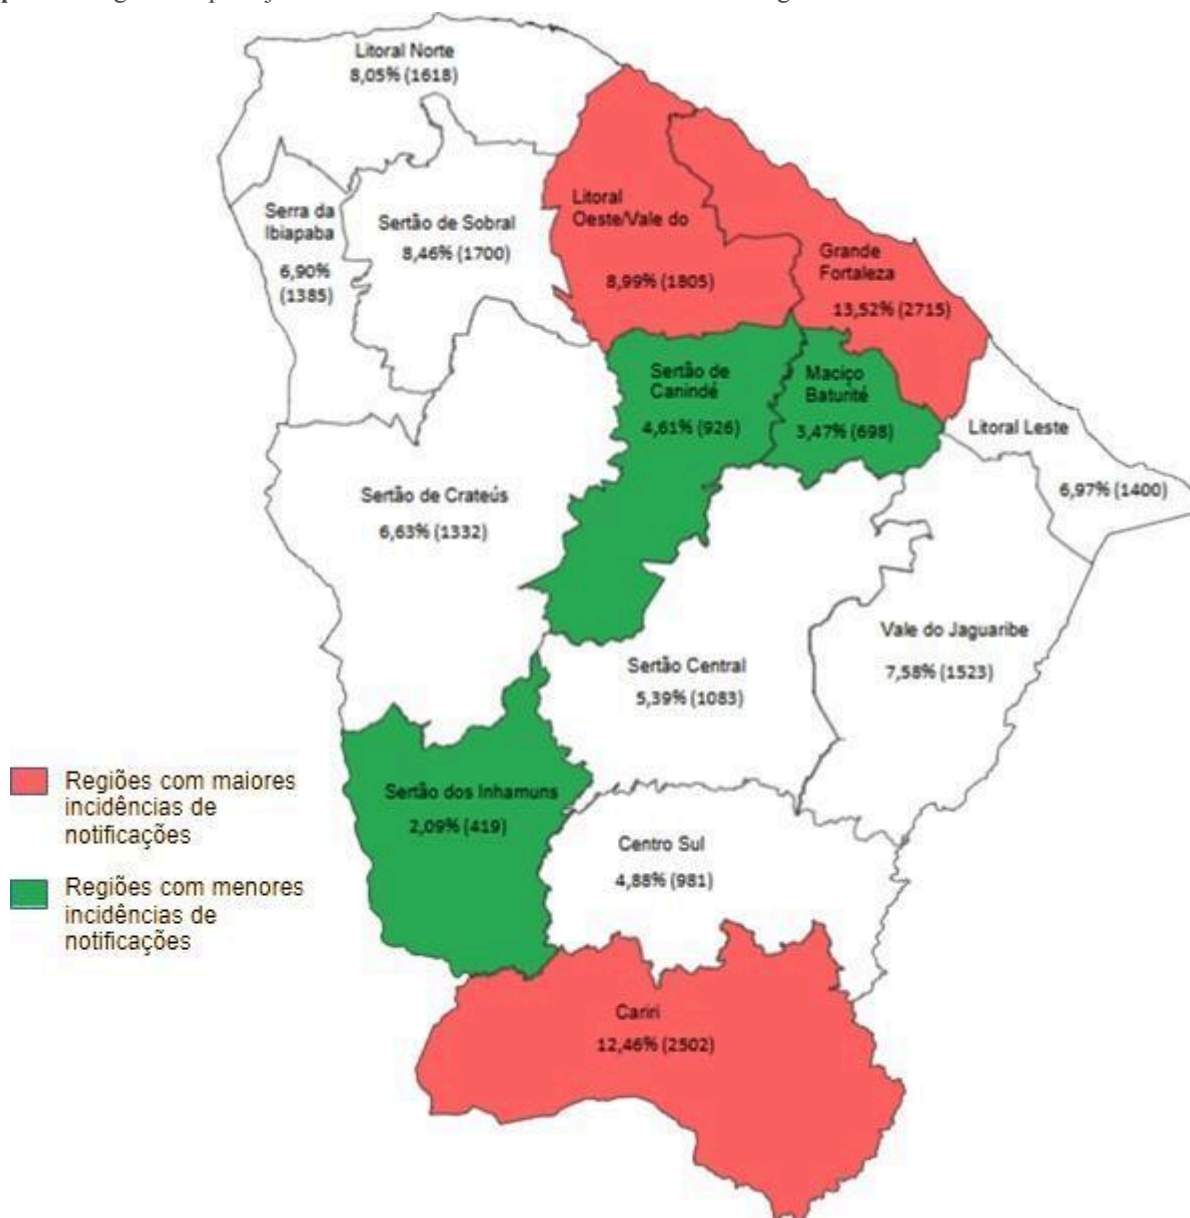 Litoral Norte
8,05% (1618)
Serra da
Ibiapaba
6,90%
(1385)
Sertão de Sobral
8,46% (1700)
Litoral
Oeste/Vale do
8,99% (1805)
Grande
Fortaleza
13,52% (2715)
Sertão de
Canindé
4,61% (926)
Maciço
Baturité
3,47% (698)
Litoral Leste
6,97% (1400)
Sertão de Crateús
6,63% (1332)
Vale do Jaguaribe
7,58% (1523)
Sertão Central
5,39% (1083)
Sertão dos Inhamuns
2,09% (419)
Centro Sul
4,88% (981)
Cariri
12,46% (2502)
Regiões com maiores
incidências de
notificações
Regiões com menores
incidências de
notificações